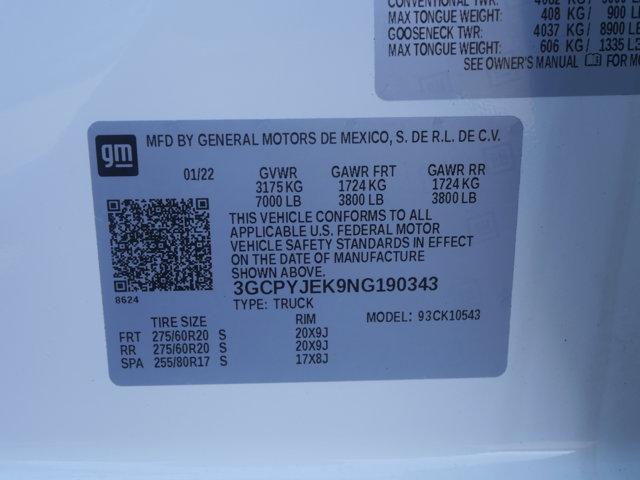 MAX TONGUE WEIGHT: 408 KG/ 900 L
GOOSENECK TWR: 4037 KG/ 8900 LB
MAX TONGUE WEIGHT: 606 KG/ 1335 L
SEE OWNER'S MANUAL FOR MO
gm MFD BY GENERAL MOTORS DE MEXICO, S. DE R.L. DE C.V.
01/22 GVWR GAWR FRT GAWR RR
3175 KG 1724 KG 1724 KG
7000 LB 3800 LB 3800 LB
THIS VEHICLE CONFORMS TO ALL
APPLICABLE U.S. FEDERAL MOTOR
VEHICLE SAFETY STANDARDS IN EFFECT
ON THE DATE OF MANUFACTURE
SHOWN ABOVE.
8624
3GCPYJEK9NG190343
TYPE: TRUCK
TIRE SIZE RIM MODEL: 93CK10543
FRT 275/60R20 S 20X9J
RR 275/60R20 S 20X9J
SPA 255/80R17 S 17X8J